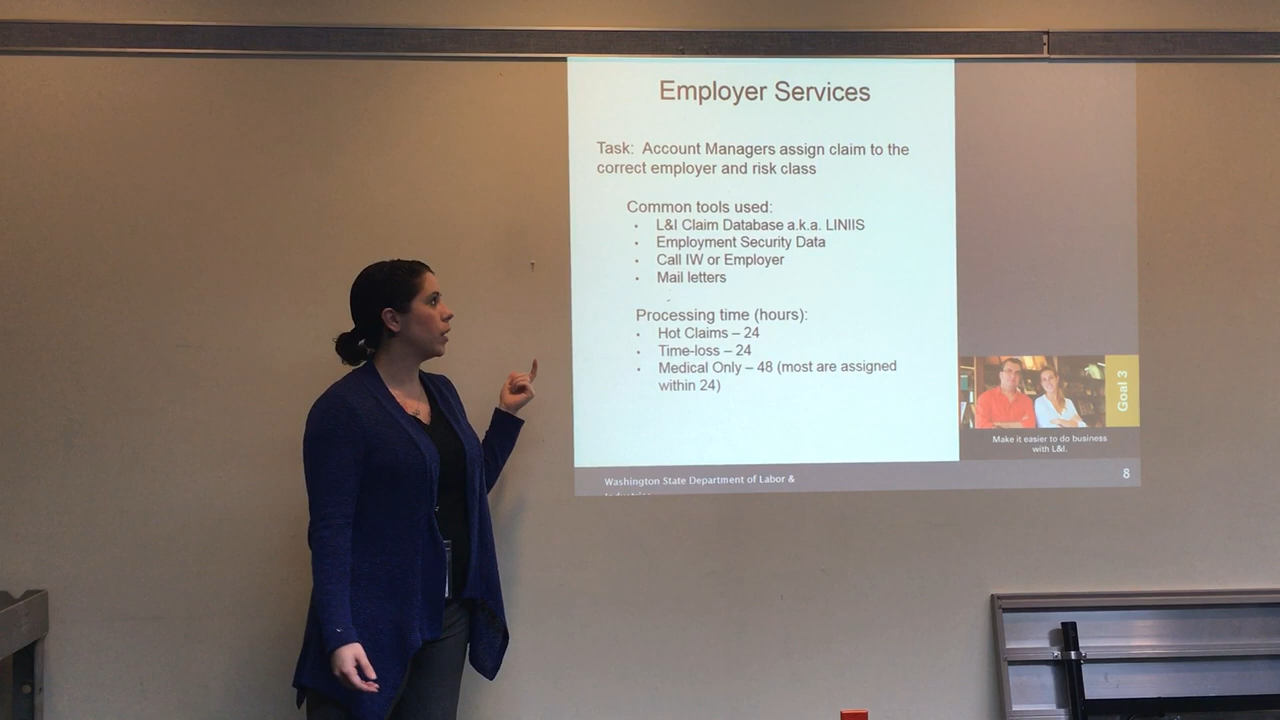 Employer Services
Task: Account Managers assign claim to the
correct employer and risk class
Common tools used:
• L&I Claim Database a.k.a. LINIIS
• Employment Security Data
• Call IW or Employer
• Mail letters
Processing time (hours):
• Hot Claims – 24
• Time-loss – 24
• Medical Only – 48 (most are assigned
within 24)
Goal 3
Make it easier to do business
with L&I.
Washington State Department of Labor &
8